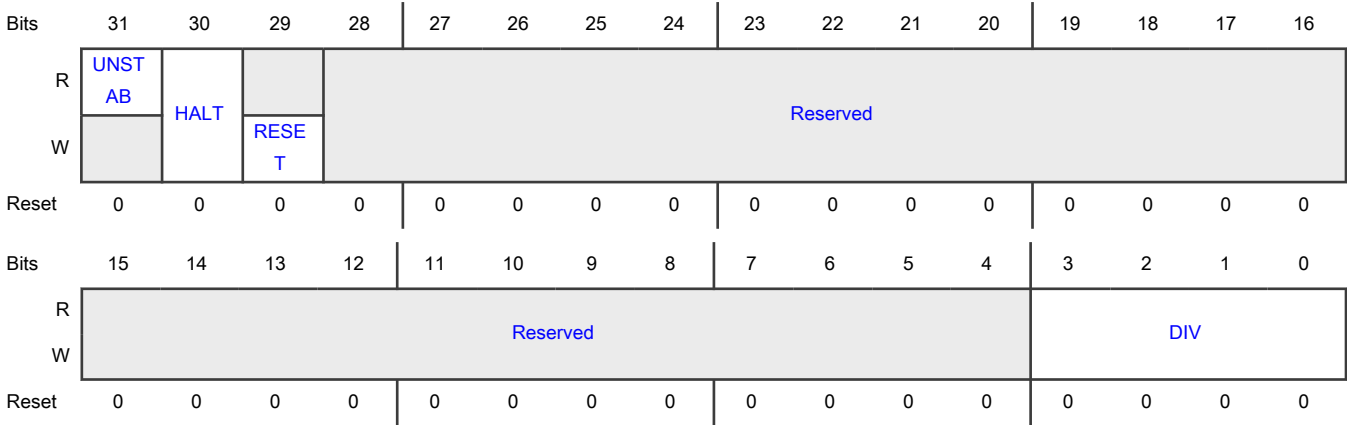 Bits 31 30 29 28 27 26 25 24 23 22 21 20 19 18 17 16
R UNST
AB
HALT Reserved
W RESE
T
Reset 0 0 0 0 0 0 0 0 0 0 0 0 0 0 0 0
Bits 15 14 13 12 11 10 9 8 7 6 5 4 3 2 1 0
R
Reserved DIV
W
Reset 0 0 0 0 0 0 0 0 0 0 0 0 0 0 0 0